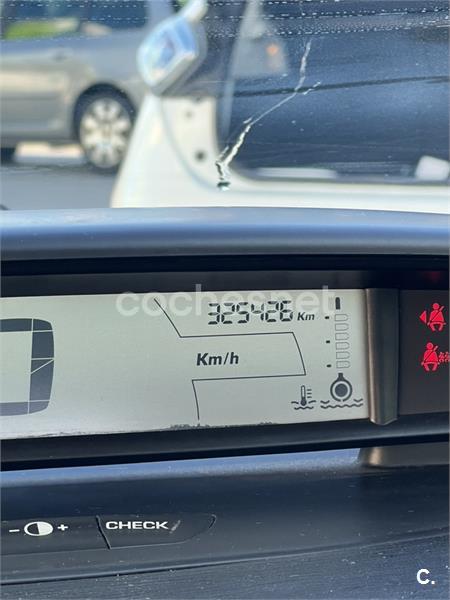 coches.net
325426 Km
Km/h
- +
CHECK
C.